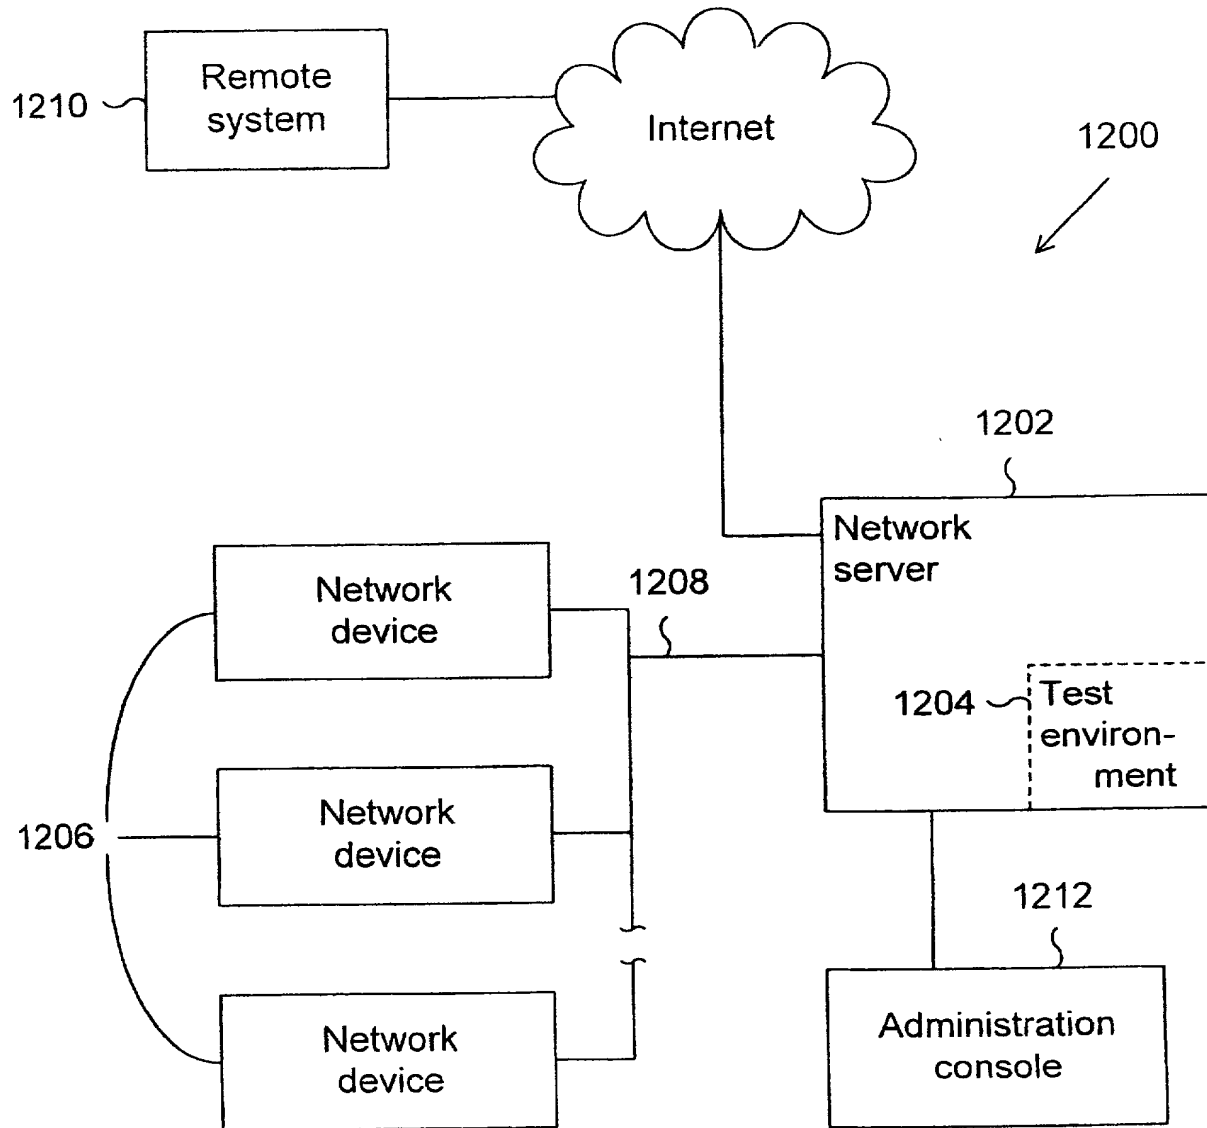 Remote
system
1210
Internet
1200
1202
Network
server
1208
Network
device
1204
Test
environ-
ment
Network
device
1206
1212
Network
device
Administration
console